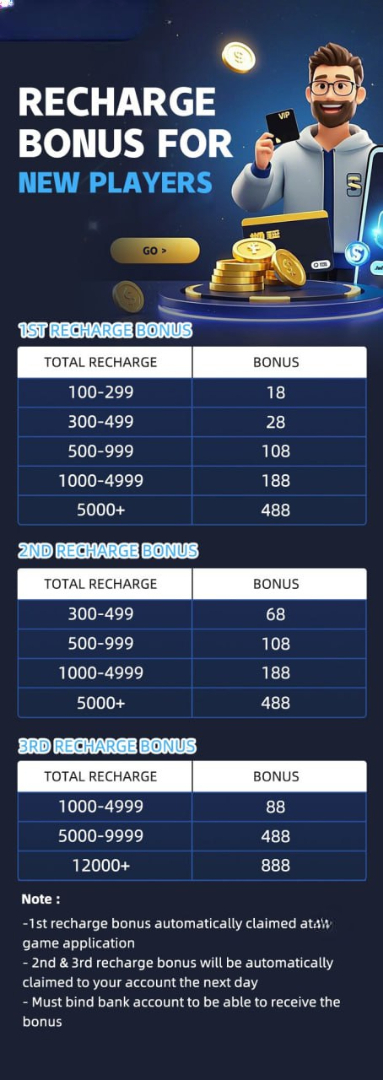 RECHARGE
BONUS FOR
NEW PLAYERS
VIP
GO >
1ST RECHARGE BONUS
TOTAL RECHARGE BONUS
100-299 18
300-499 28
500-999 108
1000-4999 188
5000+ 488
2ND RECHARGE BONUS
TOTAL RECHARGE BONUS
300-499 68
500-999 108
1000-4999 188
5000+ 488
3RD RECHARGE BONUS
TOTAL RECHARGE BONUS
1000-4999 88
5000-9999 488
12000+ 888
Note :
-1st recharge bonus automatically claimed at
game application
- 2nd & 3rd recharge bonus will be automatically
claimed to your account the next day
- Must bind bank account to be able to receive the
bonus